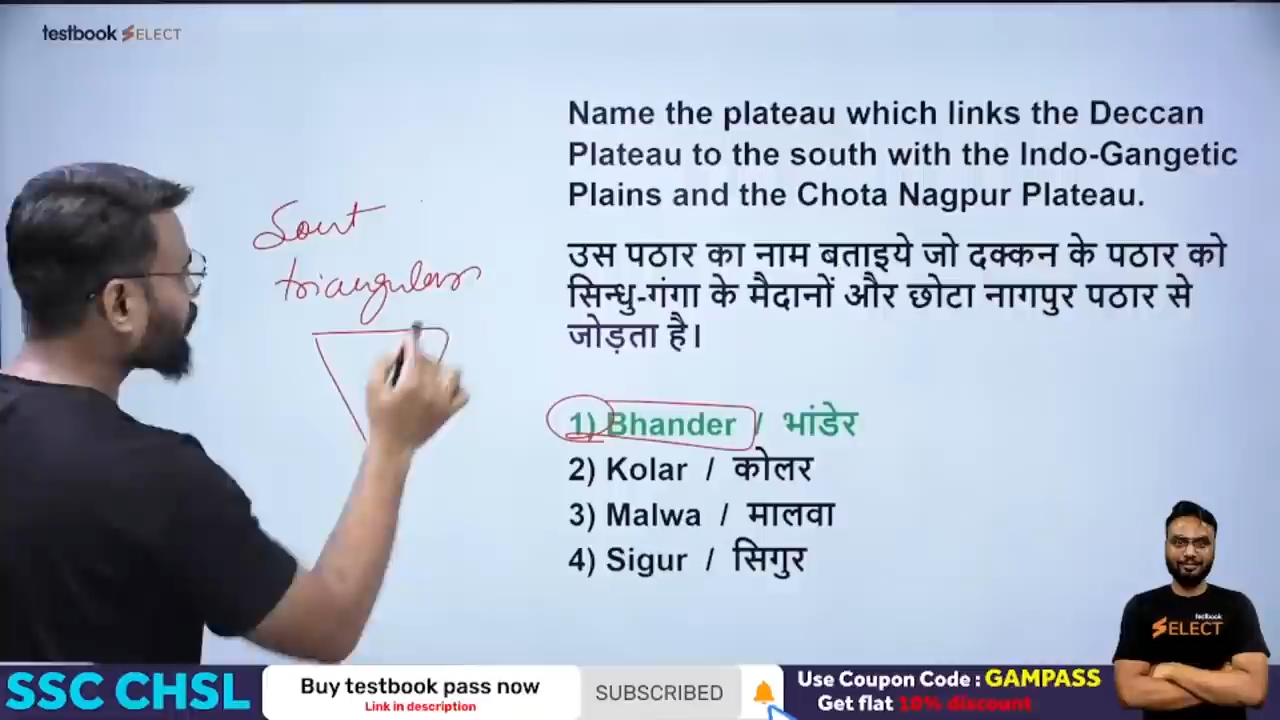 testbook SELECT
Name the plateau which links the Deccan
Plateau to the south with the Indo-Gangetic
Plains and the Chota Nagpur Plateau.
उस पठार का नाम बताइये जो दक्कन के पठार को
सिन्धु-गंगा के मैदानों और छोटा नागपुर पठार से
जोड़ता है।
1) Bhander / भांडेर
2) Kolar / कोलर
3) Malwa / मालवा
4) Sigur / सिगुर
testbook
SELECT
SSC CHSL
Buy testbook pass now
Link in description
SUBSCRIBED
Use Coupon Code : GAMPASS
Get flat 10% discount